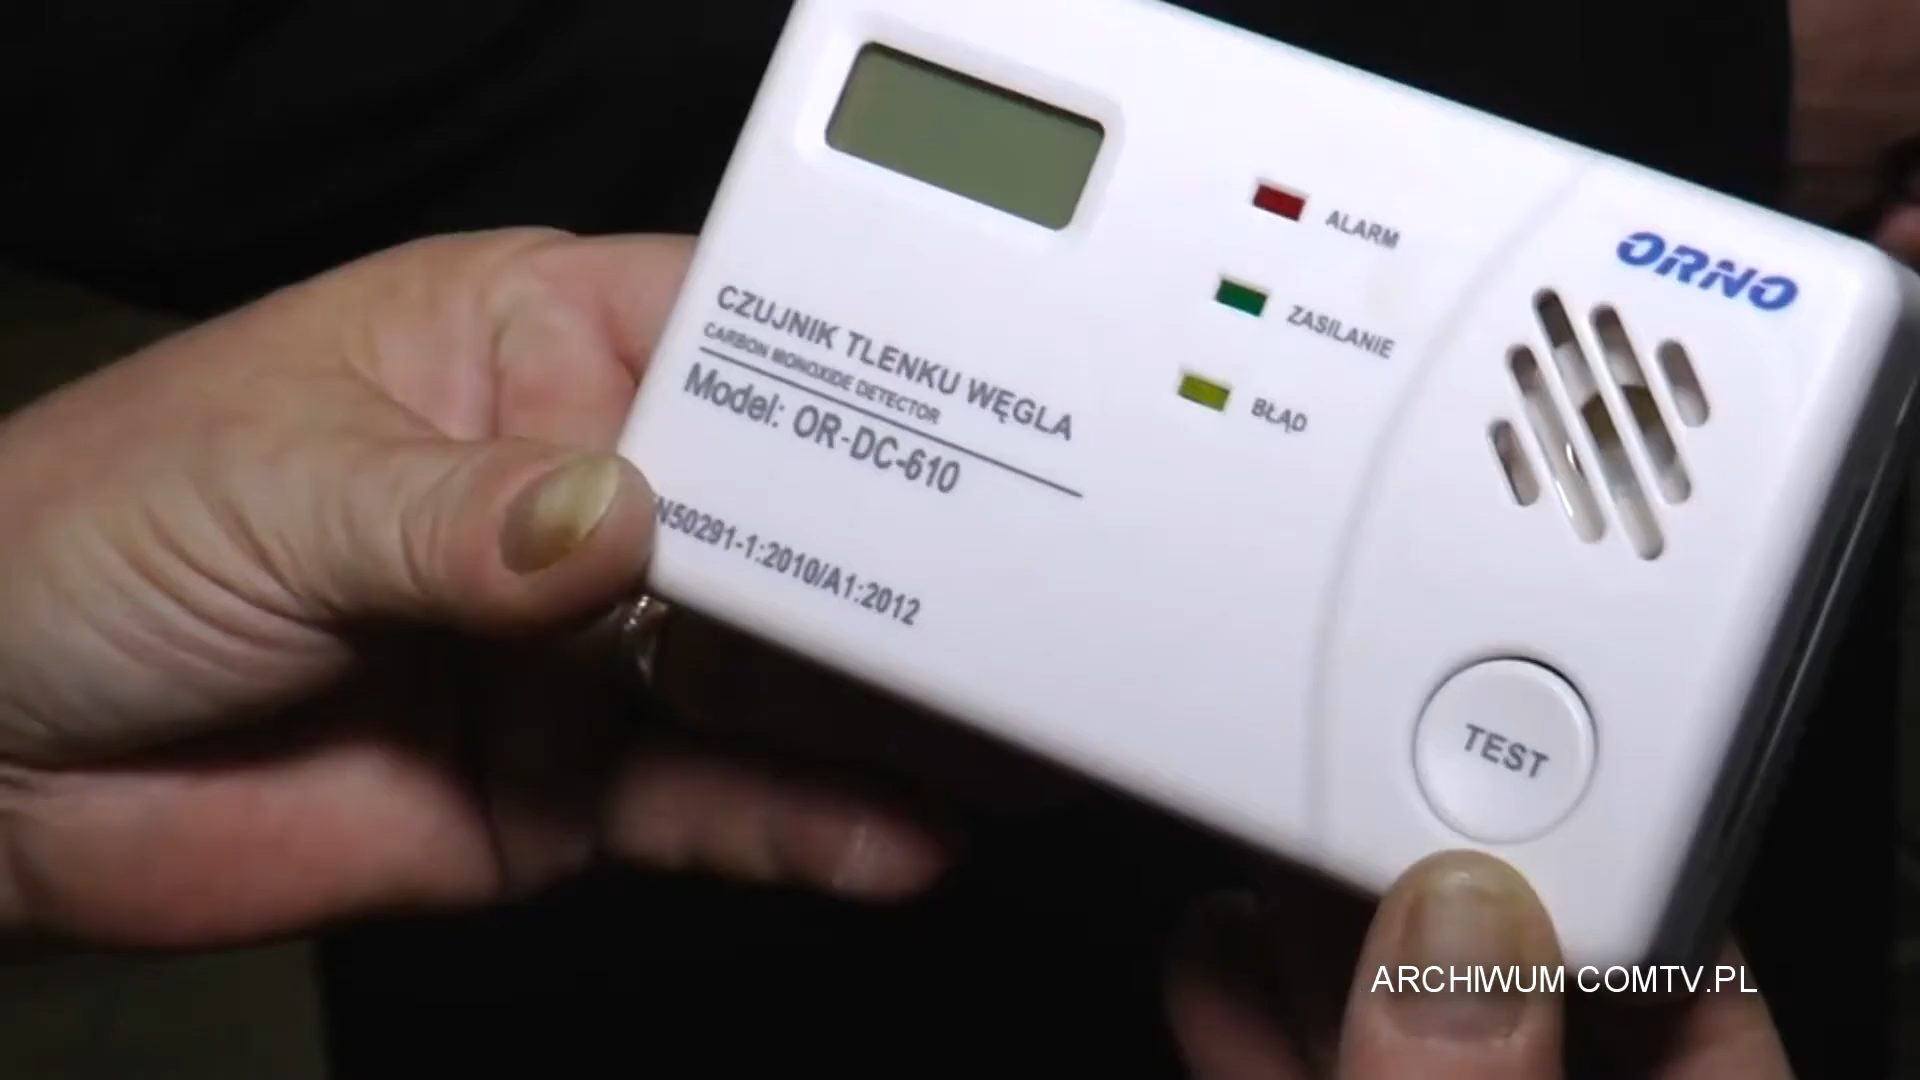 CZUJNIK TLENKU WĘGLA
CARBON MONOXIDE DETECTOR
Model: OR-DC-610
N50291-1:2010/A1:2012
ALARM
ZASILANIE
BŁĄD
ORNO
TEST
ARCHIWUM COMTV.PL